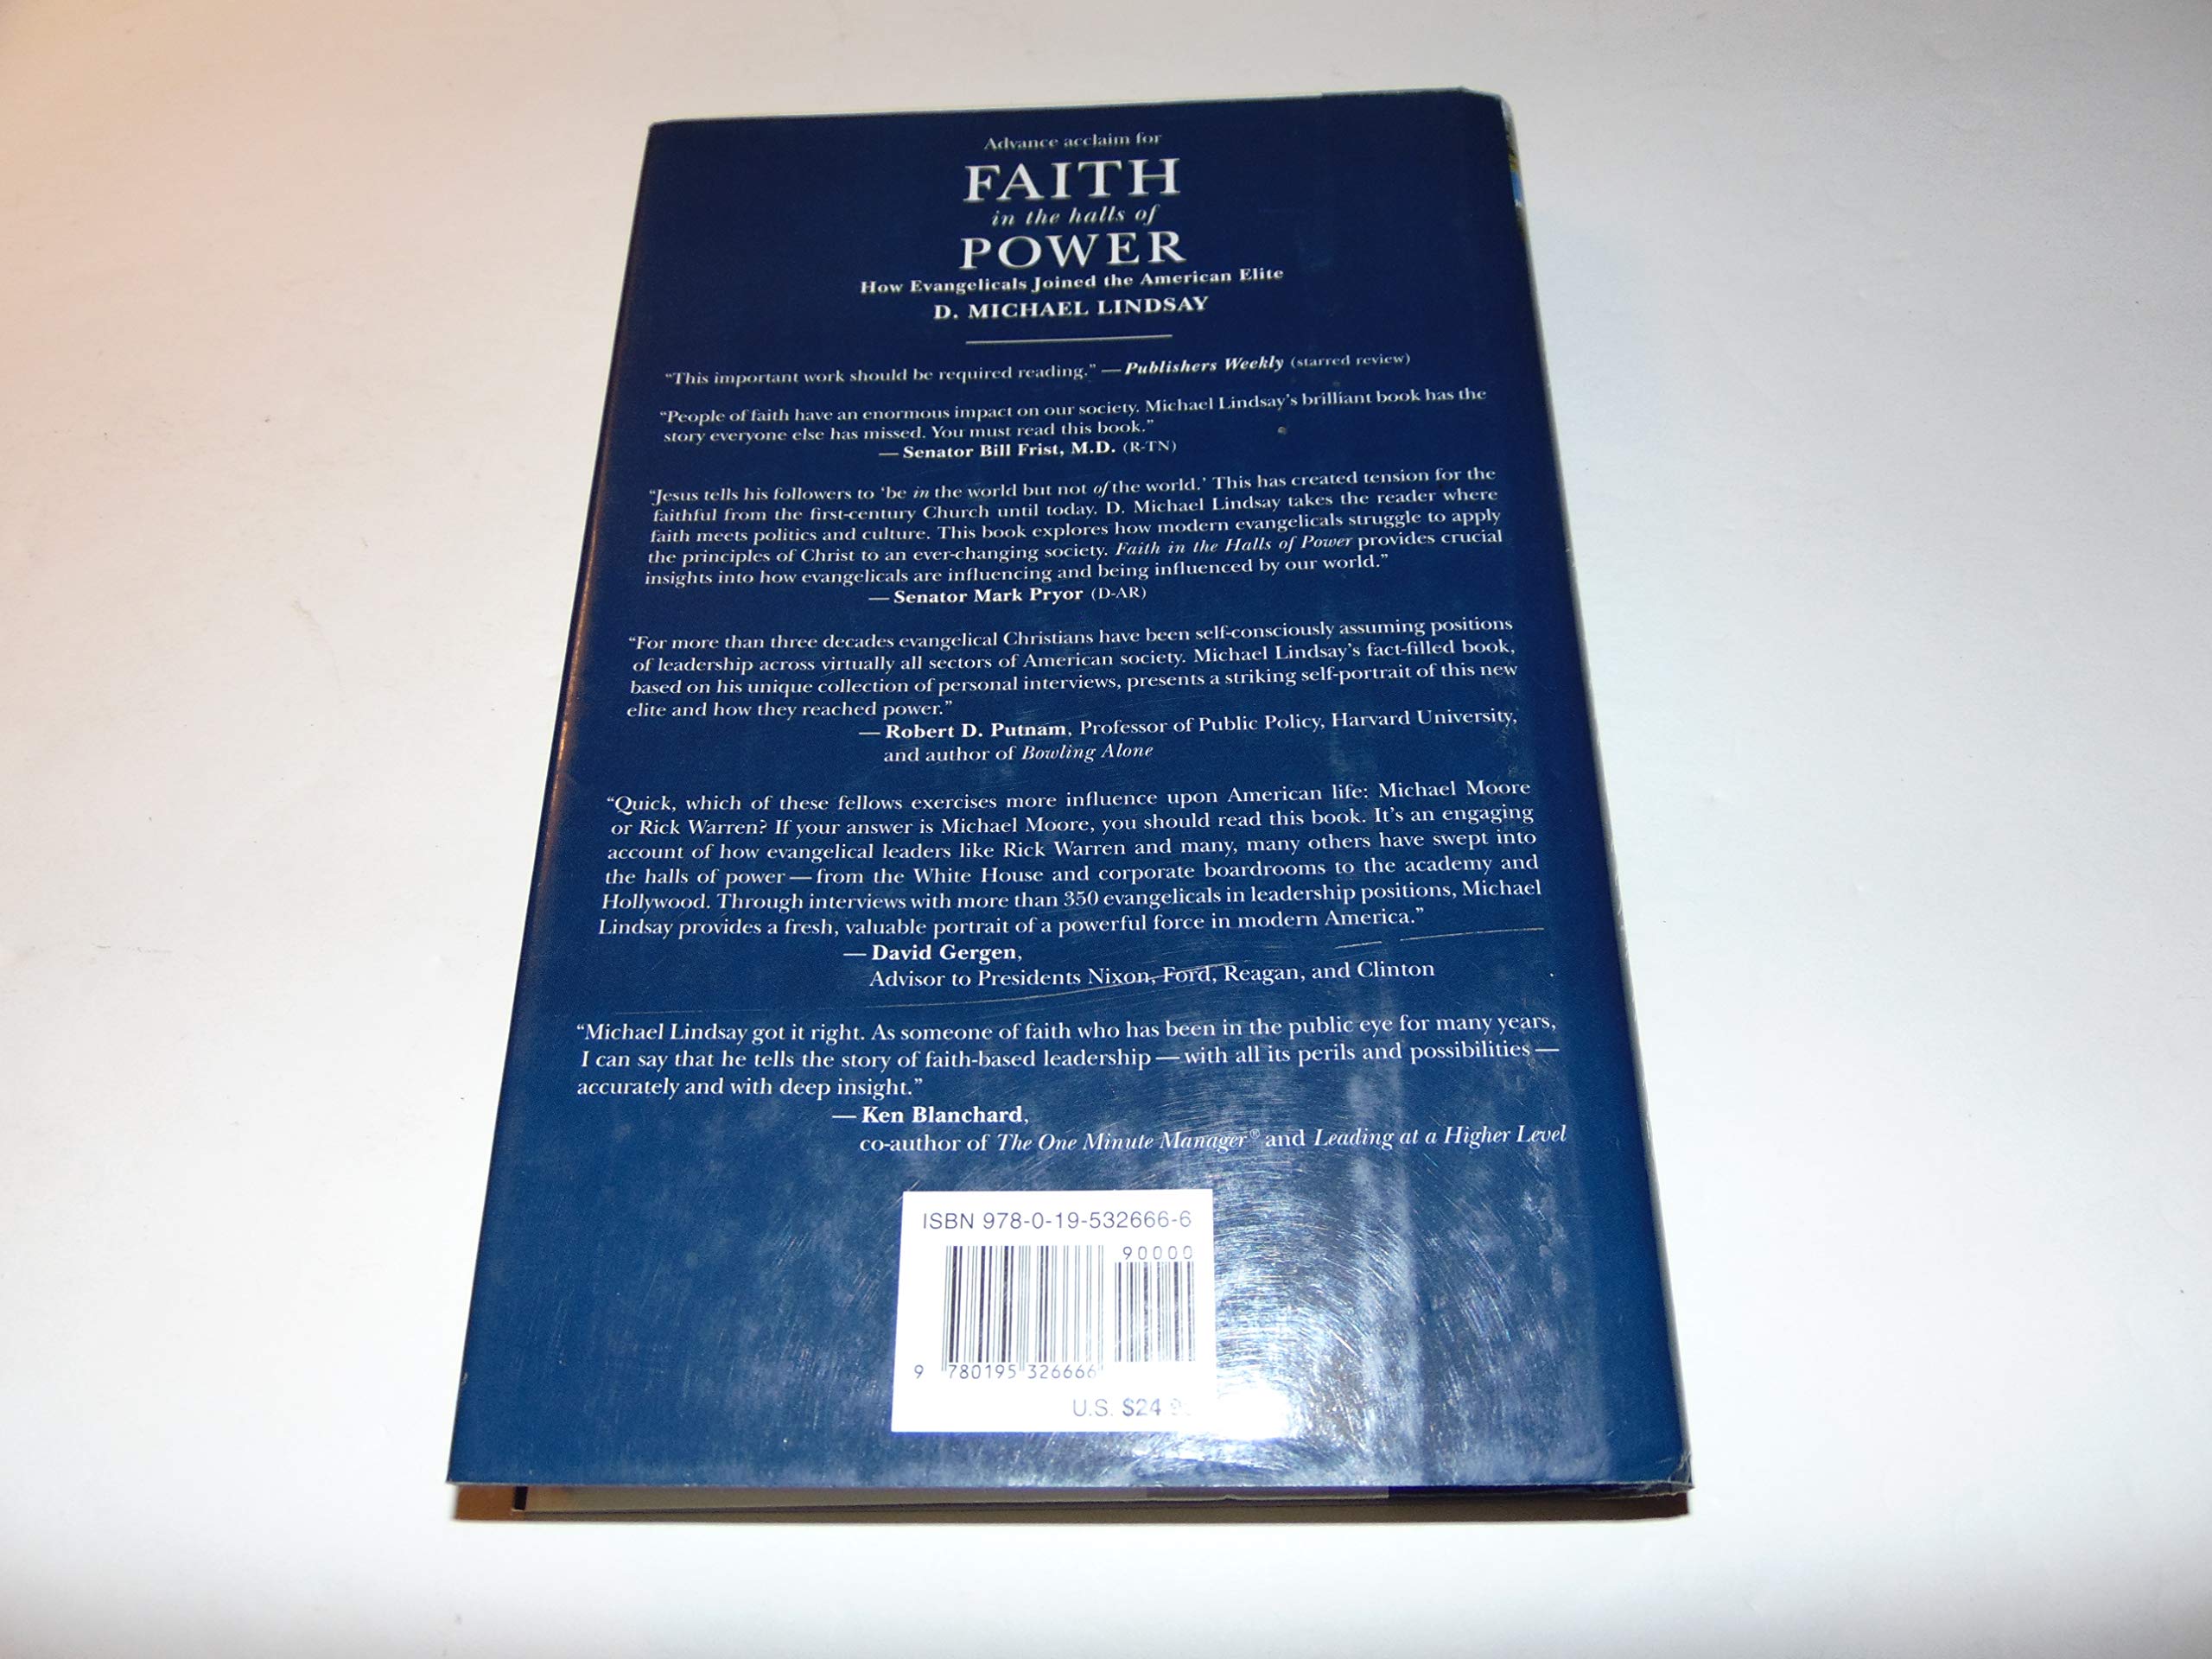 Advance acclaim for
FAITH
in the halls of
POWER
How Evangelicals Joined the American Elite
D. MICHAEL LINDSAY
“This important work should be required reading.” — Publishers Weekly (starred review)
“People of faith have an enormous impact on our society. Michael Lindsay’s brilliant book has the
story everyone else has missed. You must read this book.”
— Senator Bill Frist, M.D. (R-TN)
“Jesus tells his followers to ‘be in the world but not of the world.’ This has created tension for the
faithful from the first-century Church until today. D. Michael Lindsay takes the reader where
faith meets politics and culture. This book explores how modern evangelicals struggle to apply
the principles of Christ to an ever-changing society. Faith in the Halls of Power provides crucial
insights into how evangelicals are influencing and being influenced by our world.”
— Senator Mark Pryor (D-AR)
“For more than three decades evangelical Christians have been self-consciously assuming positions
of leadership across virtually all sectors of American society. Michael Lindsay’s fact-filled book,
based on his unique collection of personal interviews, presents a striking self-portrait of this new
elite and how they reached power.”
— Robert D. Putnam, Professor of Public Policy, Harvard University,
and author of Bowling Alone
“Quick, which of these fellows exercises more influence upon American life: Michael Moore
or Rick Warren? If your answer is Michael Moore, you should read this book. It’s an engaging
account of how evangelical leaders like Rick Warren and many, many others have swept into
the halls of power — from the White House and corporate boardrooms to the academy and
Hollywood. Through interviews with more than 350 evangelicals in leadership positions, Michael
Lindsay provides a fresh, valuable portrait of a powerful force in modern America.”
— David Gergen,
Advisor to Presidents Nixon, Ford, Reagan, and Clinton
“Michael Lindsay got it right. As someone of faith who has been in the public eye for many years,
I can say that he tells the story of faith-based leadership — with all its perils and possibilities —
accurately and with deep insight.”
— Ken Blanchard,
co-author of The One Minute Manager® and Leading at a Higher Level
ISBN 978-0-19-532666-6
90000
9 780195 326666
U.S. $24